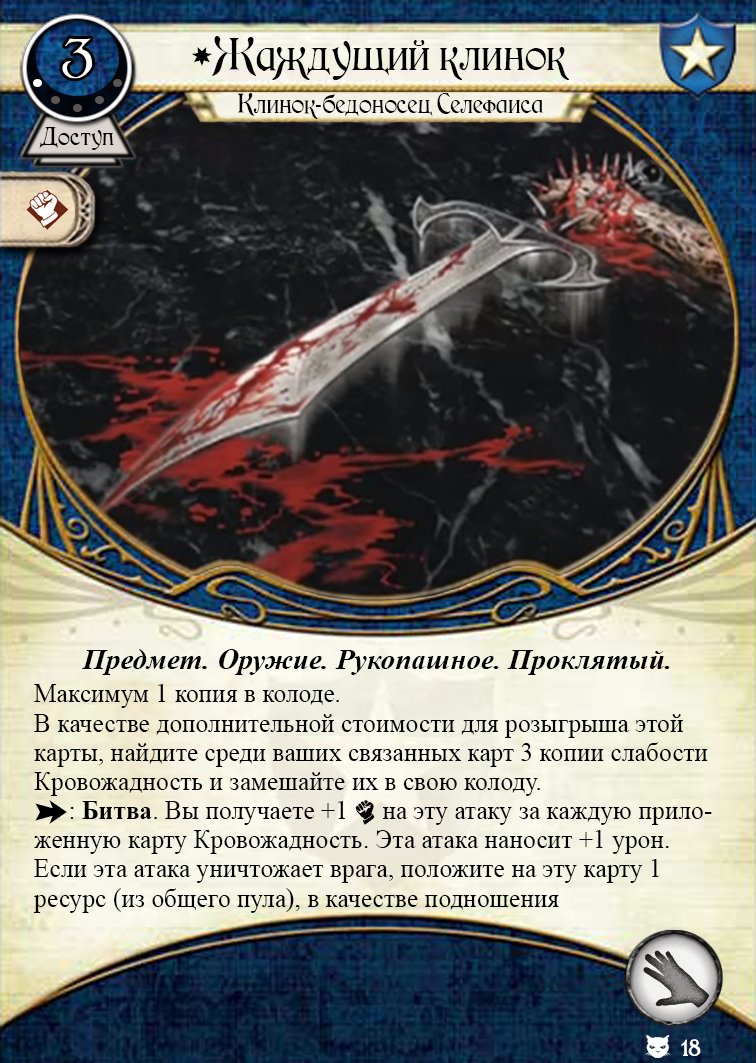 3
Жаждущий клинок
Клинок-бедоносец Селефаиса
Доступ
Предмет. Оружие. Рукопашное. Проклятый.
Максимум 1 копия в колоде.
В качестве дополнительной стоимости для розыгрыша этой
карты, найдите среди ваших связанных карт 3 копии слабости
Кровожадность и замешайте их в свою колоду.
: Битва. Вы получаете +1 на эту атаку за каждую прило-
женную карту Кровожадность. Эта атака наносит +1 урон.
Если эта атака уничтожает врага, положите на эту карту 1
ресурс (из общего пула), в качестве подношения
18